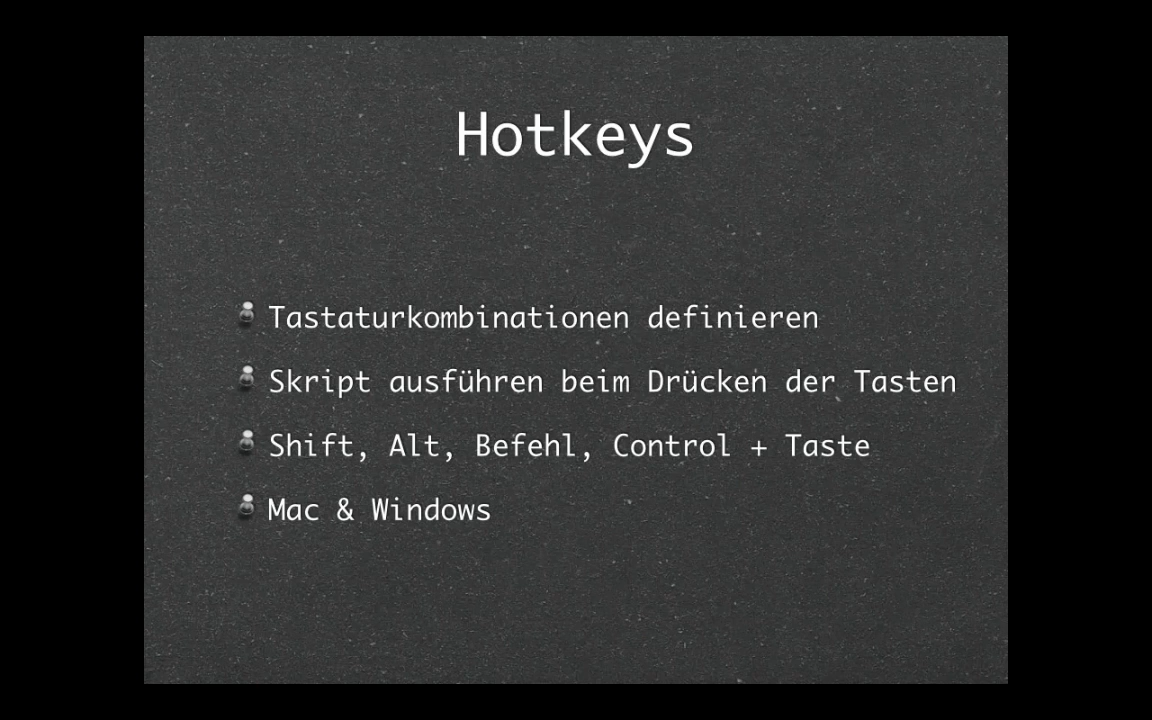 Hotkeys
Tastaturkombinationen definieren
Skript ausführen beim Drücken der Tasten
Shift, Alt, Befehl, Control + Taste
Mac & Windows